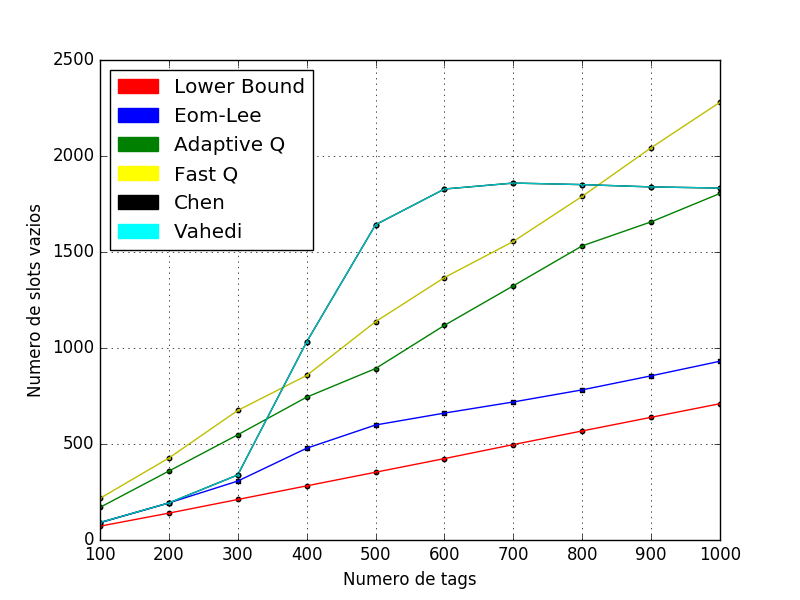 2500
2000
1500
1000
500
0
Numero de slots vazios
Lower Bound
Eom-Lee
Adaptive Q
Fast Q
Chen
Vahedi
100 200 300 400 500 600 700 800 900 1000
Numero de tags